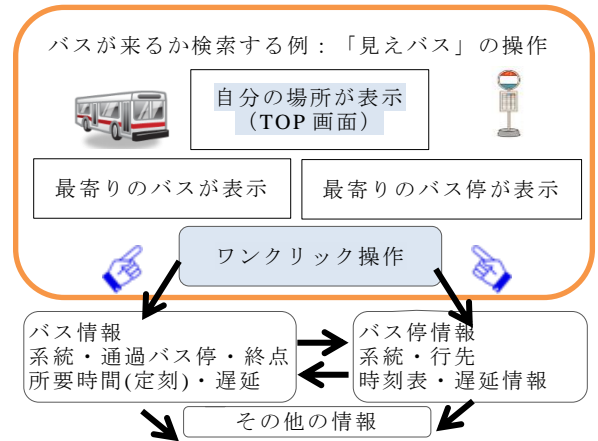 バスが来るか検索する例：「見えバス」の操作
自分の場所が表示
（TOP 画面）
最寄りのバスが表示
最寄りのバス停が表示
ワンクリック操作
バス情報
系統・通過バス停・終点
所要時間(定刻)・遅延
バス停情報
系統・行先
時刻表・遅延情報
その他の情報